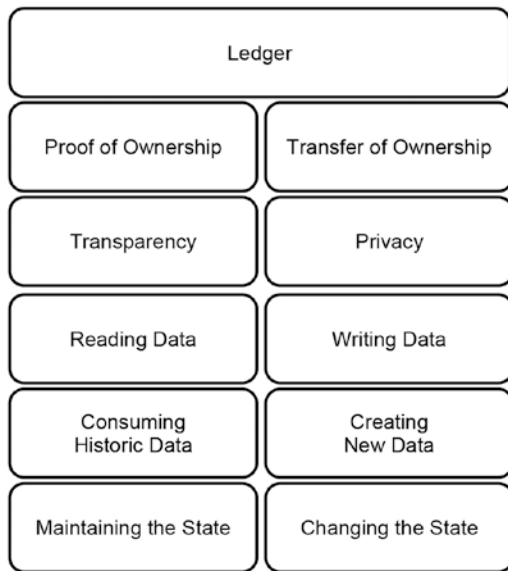 Ledger
Proof of Ownership
Transfer of Ownership
Transparency
Privacy
Reading Data
Writing Data
Consuming
Historic Data
Creating
New Data
Maintaining the State
Changing the State